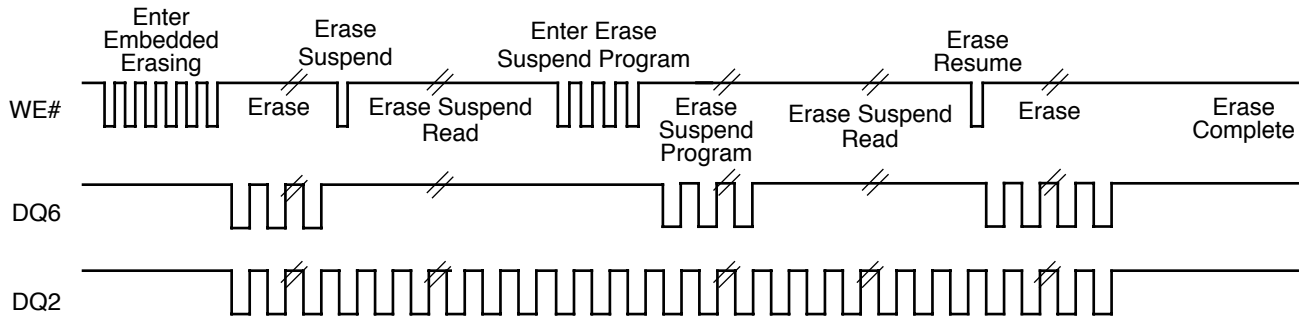 Enter
Embedded
Erasing
Erase
Suspend
Enter Erase
Suspend Program
Erase
Resume
WE#
Erase
Erase Suspend
Read
Erase
Suspend
Program
Erase Suspend
Read
Erase
Erase
Complete
DQ6
DQ2